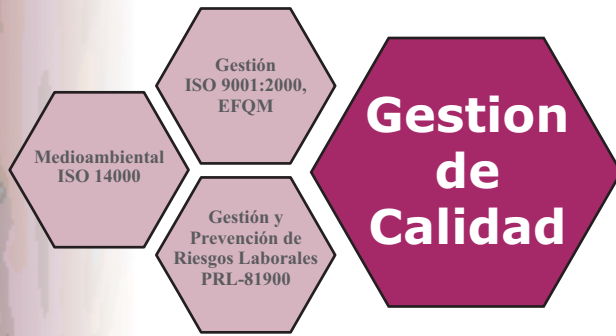 Gestión
ISO 9001:2000,
EFQM
Medioambiental
ISO 14000
Gestión y
Prevención de
Riesgos Laborales
PRL-81900
Gestion
de
Calidad